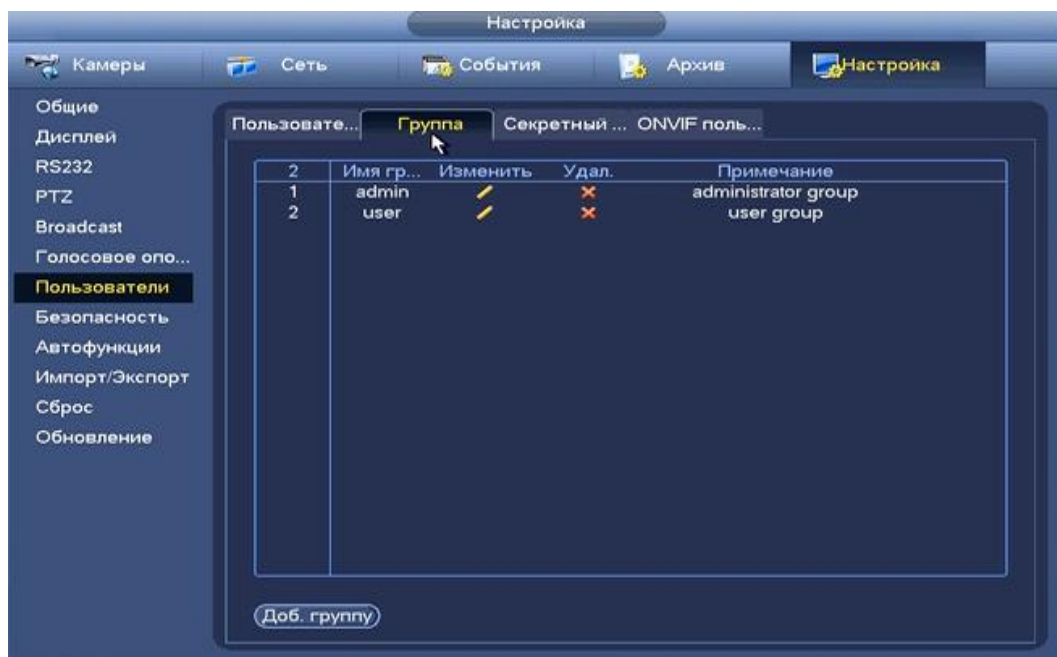 Настройка
Камеры Сеть События Архив Настройка
Общие
Дисплей
RS232
PTZ
Broadcast
Голосовое опо...
Пользователи
Безопасность
Автофункции
Импорт/Экспорт
Сброс
Обновление
Пользовате... Группа Секретный ... ONVIF поль...
2 Имя гр... Изменить Удал. Примечание
1 admin administrator group
2 user user group
Доб. группу